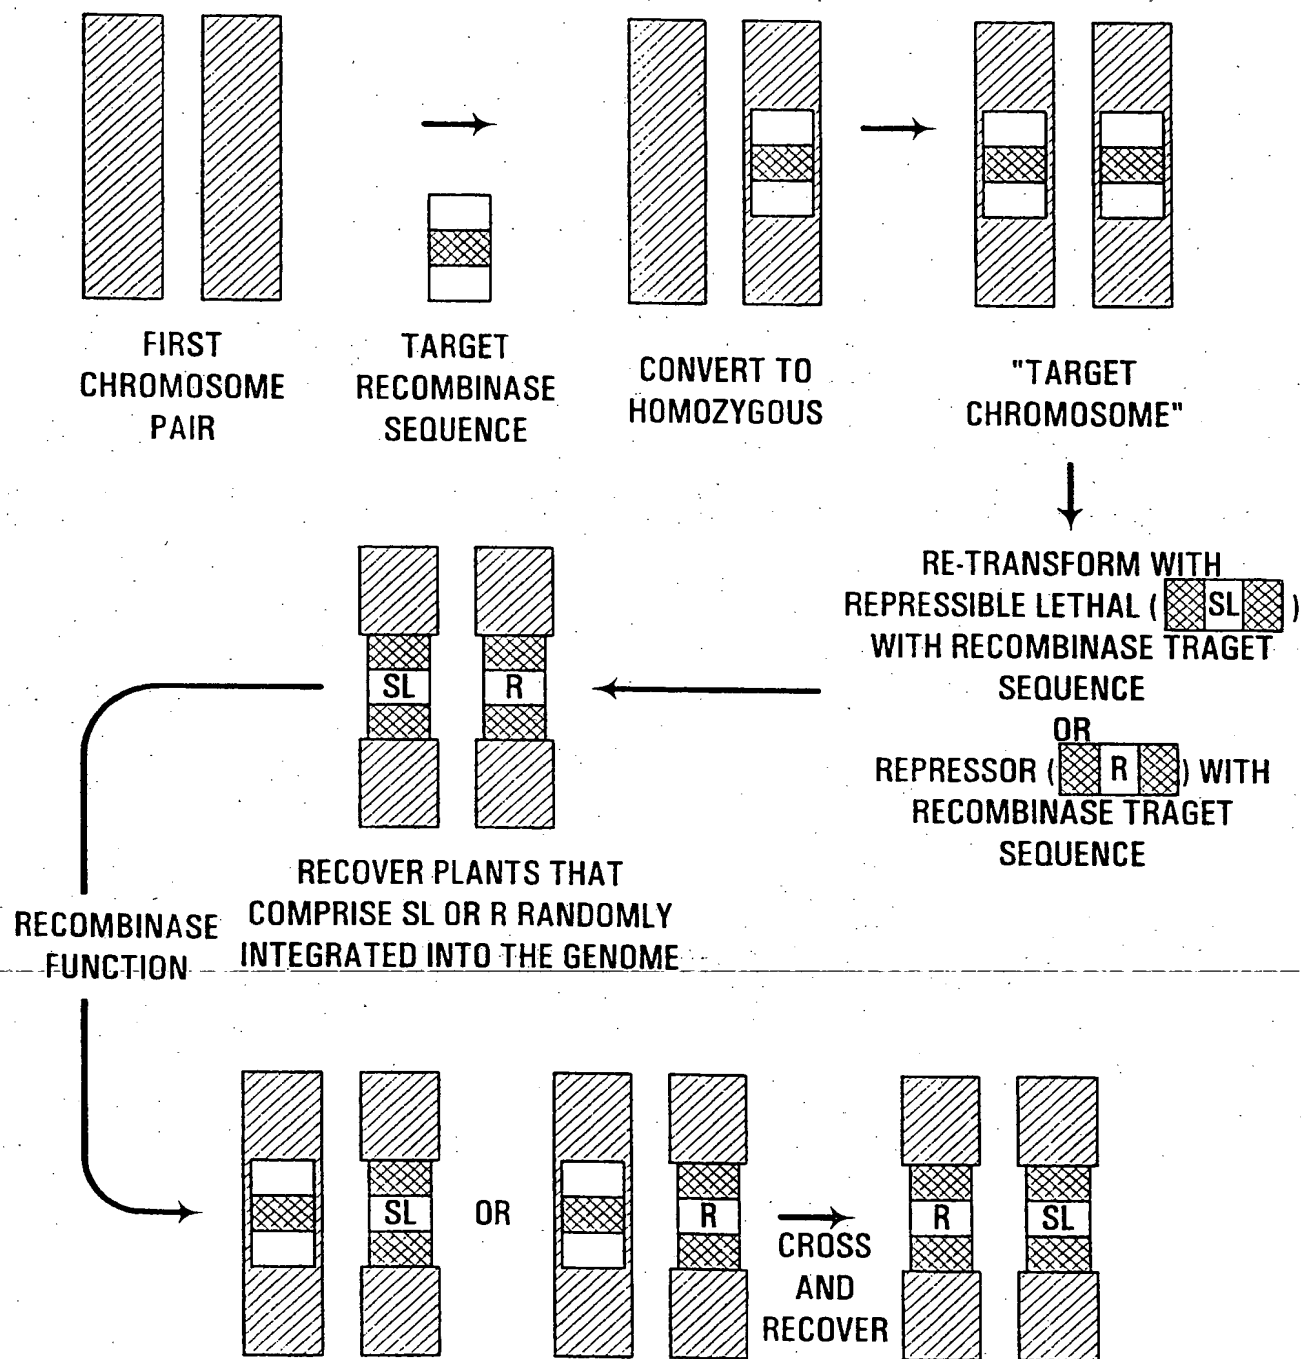 FIRST
CHROMOSOME
PAIR
TARGET
RECOMBINASE
SEQUENCE
CONVERT TO
HOMOZYGOUS
"TARGET
CHROMOSOME"
RE-TRANSFORM WITH
REPRESSIBLE LETHAL ( SL )
WITH RECOMBINASE TRAGET
SEQUENCE
OR
REPRESSOR ( R ) WITH
RECOMBINASE TRAGET
SEQUENCE
SL
R
RECOVER PLANTS THAT
COMPRISE SL OR R RANDOMLY
INTEGRATED INTO THE GENOME
RECOMBINASE
FUNCTION
SL
OR
R
CROSS
AND
RECOVER
R
SL